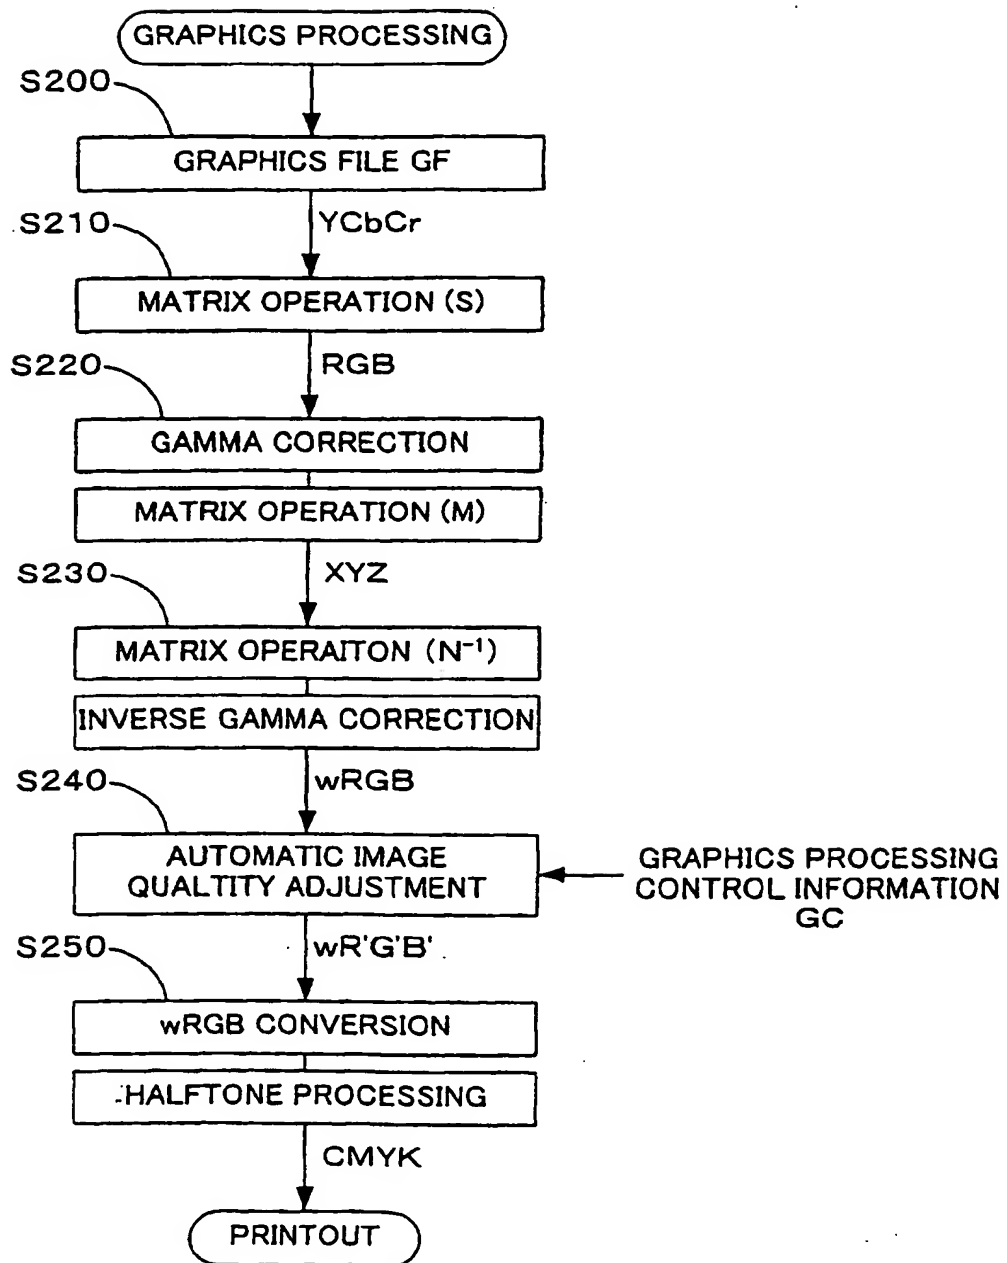 GRAPHICS PROCESSING
S200
GRAPHICS FILE GF
YCbCr
S210
MATRIX OPERATION (S)
RGB
S220
GAMMA CORRECTION
MATRIX OPERATION (M)
XYZ
S230
MATRIX OPERAITON (N⁻¹)
INVERSE GAMMA CORRECTION
wRGB
S240
AUTOMATIC IMAGE
QUALTITY ADJUSTMENT
GRAPHICS PROCESSING
CONTROL INFORMATION
GC
wR'G'B'
S250
wRGB CONVERSION
HALFTONE PROCESSING
CMYK
PRINTOUT